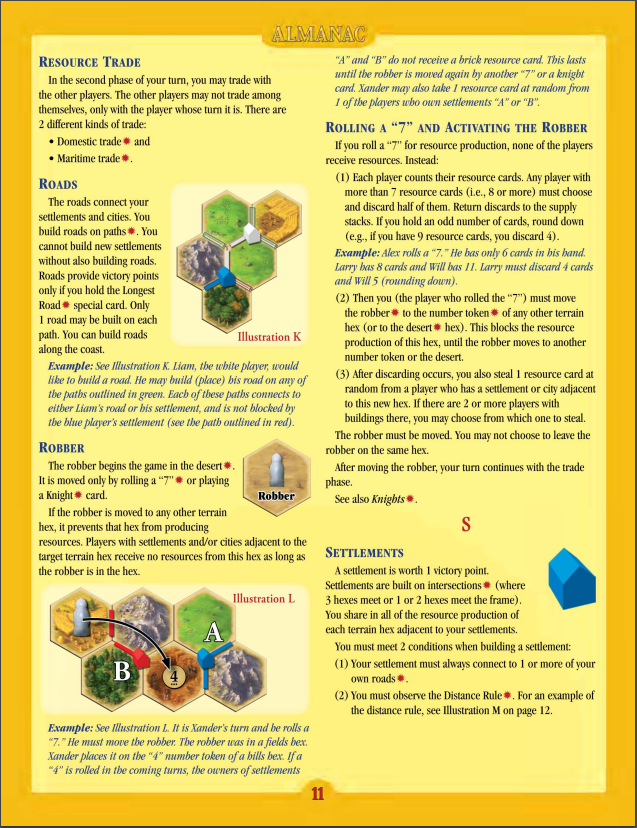 ALMANAC
RESOURCE TRADE
In the second phase of your turn, you may trade with
the other players. The other players may not trade among
themselves, only with the player whose turn it is. There are
2 different kinds of trade:
• Domestic trade✹ and
• Maritime trade✹.
ROADS
The roads connect your
settlements and cities. You
build roads on paths✹. You
cannot build new settlements
without also building roads.
Roads provide victory points
only if you hold the Longest
Road✹ special card. Only
1 road may be built on each
path. You can build roads
along the coast.
Illustration K
Example: See Illustration K. Liam, the white player, would
like to build a road. He may build (place) his road on any of
the paths outlined in green. Each of these paths connects to
either Liam's road or his settlement, and is not blocked by
the blue player's settlement (see the path outlined in red).
ROBBER
The robber begins the game in the desert✹.
It is moved only by rolling a “7”✹ or playing
a Knight✹ card.
Robber
If the robber is moved to any other terrain
hex, it prevents that hex from producing
resources. Players with settlements and/or cities adjacent to the
target terrain hex receive no resources from this hex as long as
the robber is in the hex.
Illustration L
A
B
4
Example: See Illustration L. It is Xander's turn and he rolls a
“7.” He must move the robber. The robber was in a fields hex.
Xander places it on the “4” number token of a hills hex. If a
“4” is rolled in the coming turns, the owners of settlements
“A” and “B” do not receive a brick resource card. This lasts
until the robber is moved again by another “7” or a knight
card. Xander may also take 1 resource card at random from
1 of the players who own settlements “A” or “B”.
ROLLING A “7” AND ACTIVATING THE ROBBER
If you roll a “7” for resource production, none of the players
receive resources. Instead:
(1) Each player counts their resource cards. Any player with
more than 7 resource cards (i.e., 8 or more) must choose
and discard half of them. Return discards to the supply
stacks. If you hold an odd number of cards, round down
(e.g., if you have 9 resource cards, you discard 4).
Example: Alex rolls a “7.” He has only 6 cards in his hand.
Larry has 8 cards and Will has 11. Larry must discard 4 cards
and Will 5 (rounding down).
(2) Then you (the player who rolled the “7”) must move
the robber✹ to the number token✹ of any other terrain
hex (or to the desert✹ hex). This blocks the resource
production of this hex, until the robber moves to another
number token or the desert.
(3) After discarding occurs, you also steal 1 resource card at
random from a player who has a settlement or city adjacent
to this new hex. If there are 2 or more players with
buildings there, you may choose from which one to steal.
The robber must be moved. You may not choose to leave the
robber on the same hex.
After moving the robber, your turn continues with the trade
phase.
See also Knights✹.
S
SETTLEMENTS
A settlement is worth 1 victory point.
Settlements are built on intersections✹ (where
3 hexes meet or 1 or 2 hexes meet the frame).
You share in all of the resource production of
each terrain hex adjacent to your settlements.
You must meet 2 conditions when building a settlement:
(1) Your settlement must always connect to 1 or more of your
own roads✹.
(2) You must observe the Distance Rule✹. For an example of
the distance rule, see Illustration M on page 12.
11